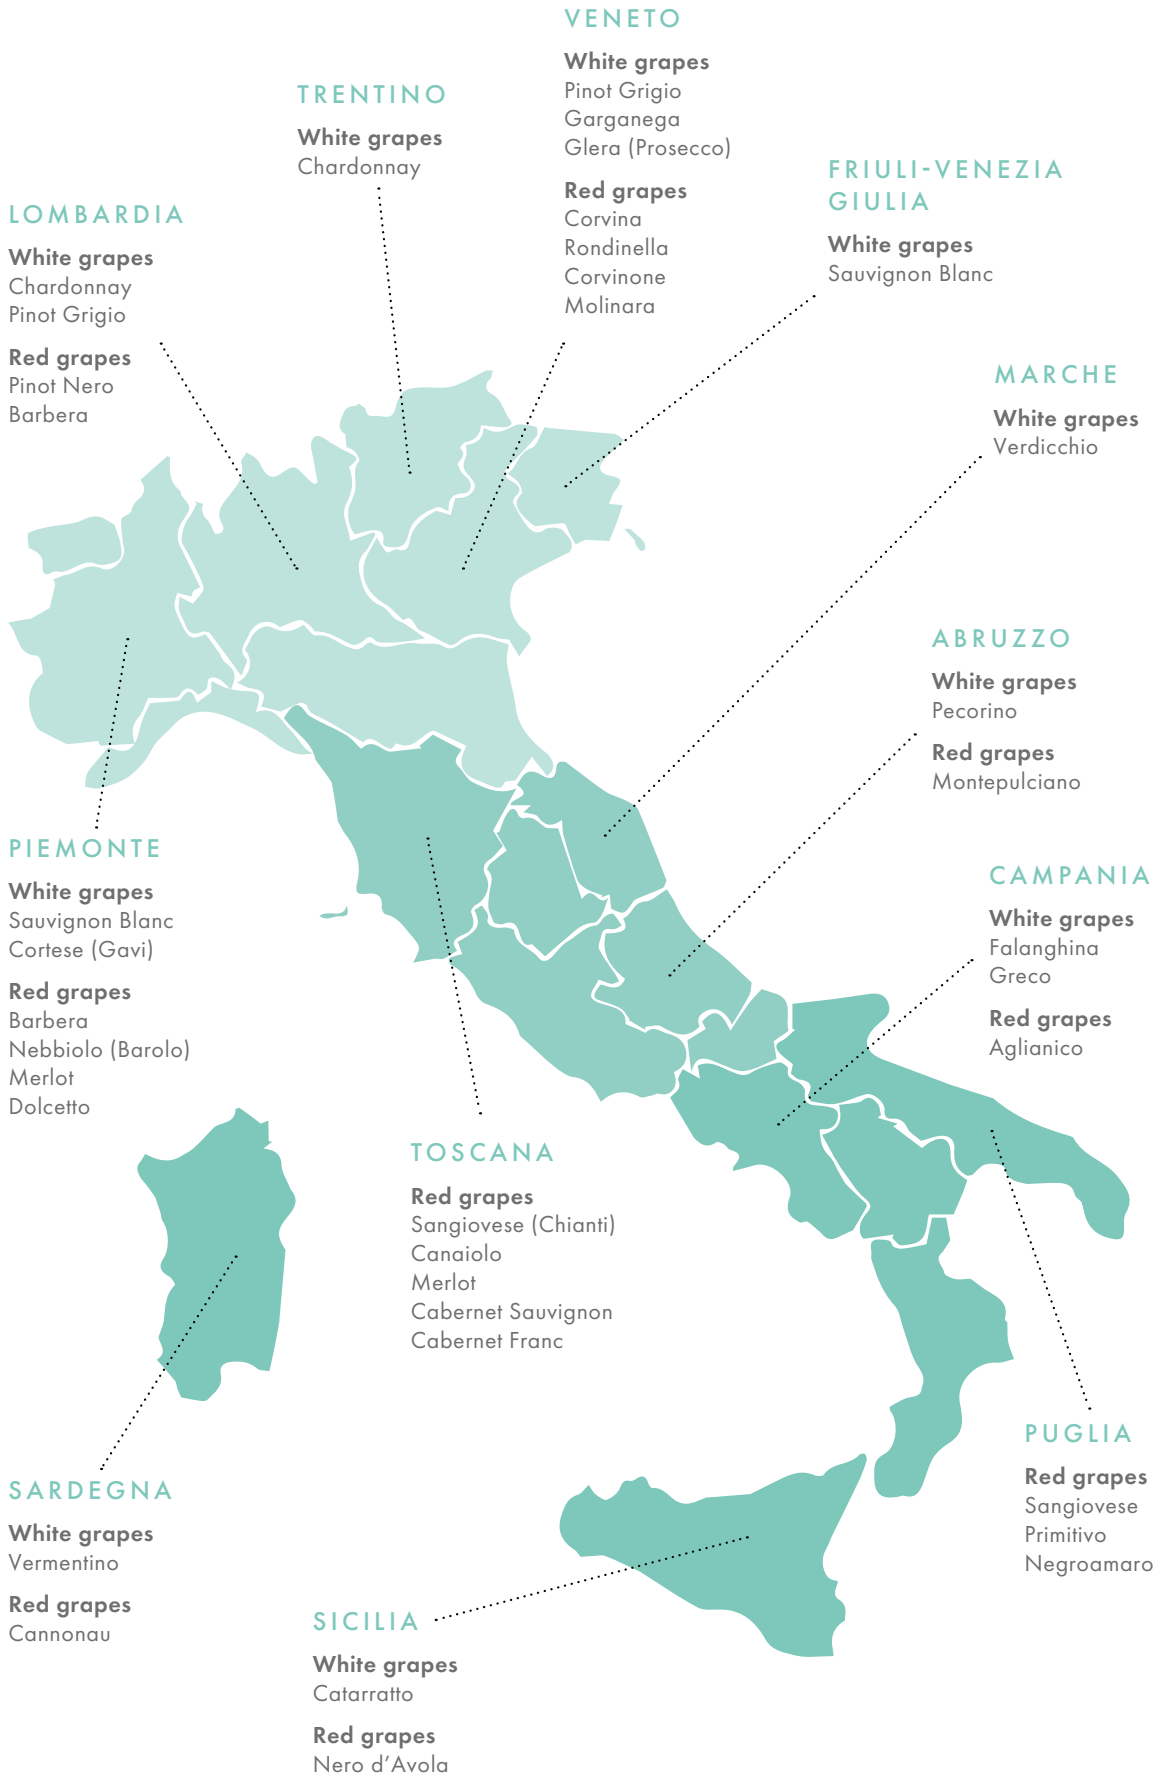 VENETO
White grapes
Pinot Grigio
Garganega
Glera (Prosecco)
Red grapes
Corvina
Rondinella
Corvinone
Molinara
TRENTINO
White grapes
Chardonnay
FRIULI-VENEZIA
GIULIA
White grapes
Sauvignon Blanc
LOMBARDIA
White grapes
Chardonnay
Pinot Grigio
Red grapes
Pinot Nero
Barbera
MARCHE
White grapes
Verdicchio
ABRUZZO
White grapes
Pecorino
Red grapes
Montepulciano
PIEMONTE
White grapes
Sauvignon Blanc
Cortese (Gavi)
Red grapes
Barbera
Nebbiolo (Barolo)
Merlot
Dolcetto
CAMPANIA
White grapes
Falanghina
Greco
Red grapes
Aglianico
TOSCANA
Red grapes
Sangiovese (Chianti)
Canaiolo
Merlot
Cabernet Sauvignon
Cabernet Franc
PUGLIA
Red grapes
Sangiovese
Primitivo
Negroamaro
SARDEGNA
White grapes
Vermentino
Red grapes
Cannonau
SICILIA
White grapes
Catarratto
Red grapes
Nero d'Avola